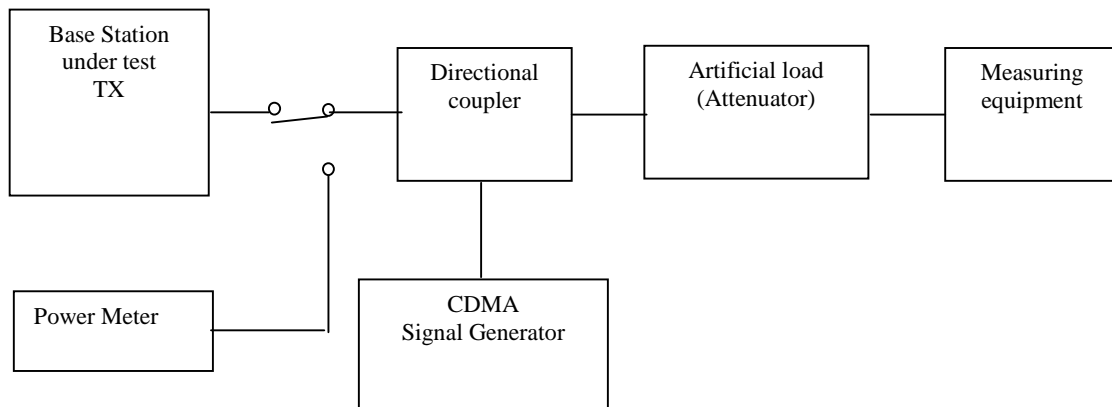 Base Station
under test
TX
Directional
coupler
Artificial load
(Attenuator)
Measuring
equipment
Power Meter
CDMA
Signal Generator